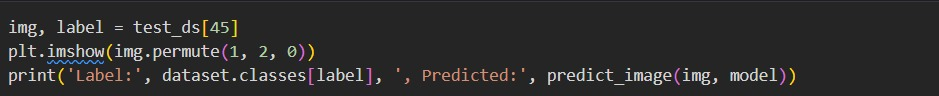 img, label = test_ds[45]
plt.imshow(img.permute(1, 2, 0))
print('Label:', dataset.classes[label], ', Predicted:', predict_image(img, model))